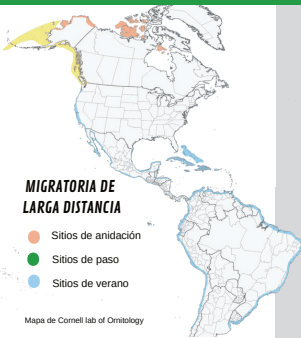 MIGRATORIA DE
LARGA DISTANCIA
Sitios de anidación
Sitios de paso
Sitios de verano
Mapa de Cornell lab of Ornitology